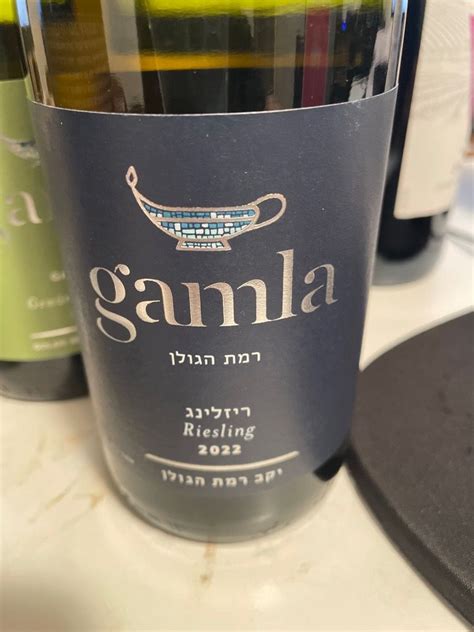 gamla
רמת הגולן
ריזלינג
Riesling
2022
יקב רמת הגולן